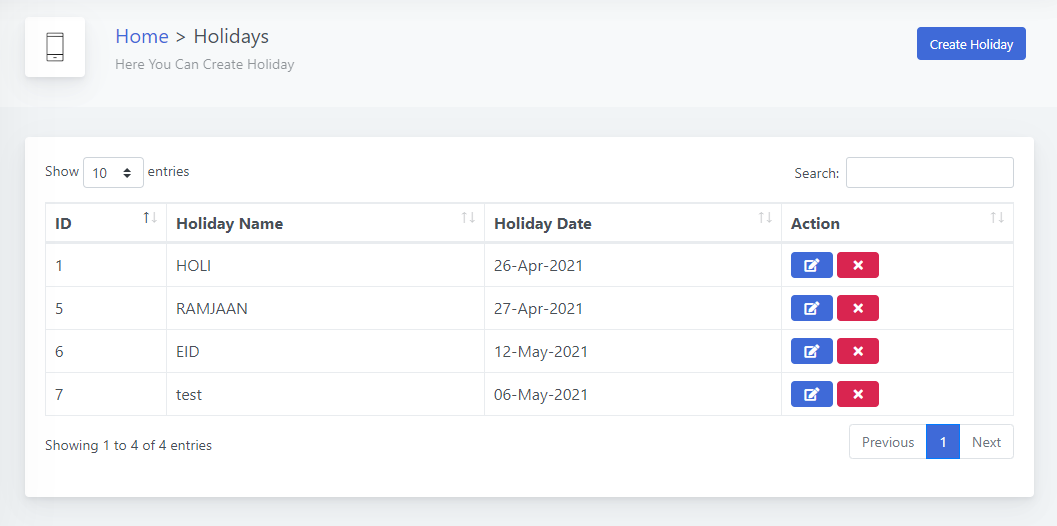 Home > Holidays
Here You Can Create Holiday
Create Holiday
Show 10 entries
Search:
ID Holiday Name Holiday Date Action
1 HOLI 26-Apr-2021
5 RAMJAAN 27-Apr-2021
6 EID 12-May-2021
7 test 06-May-2021
Showing 1 to 4 of 4 entries
Previous 1 Next